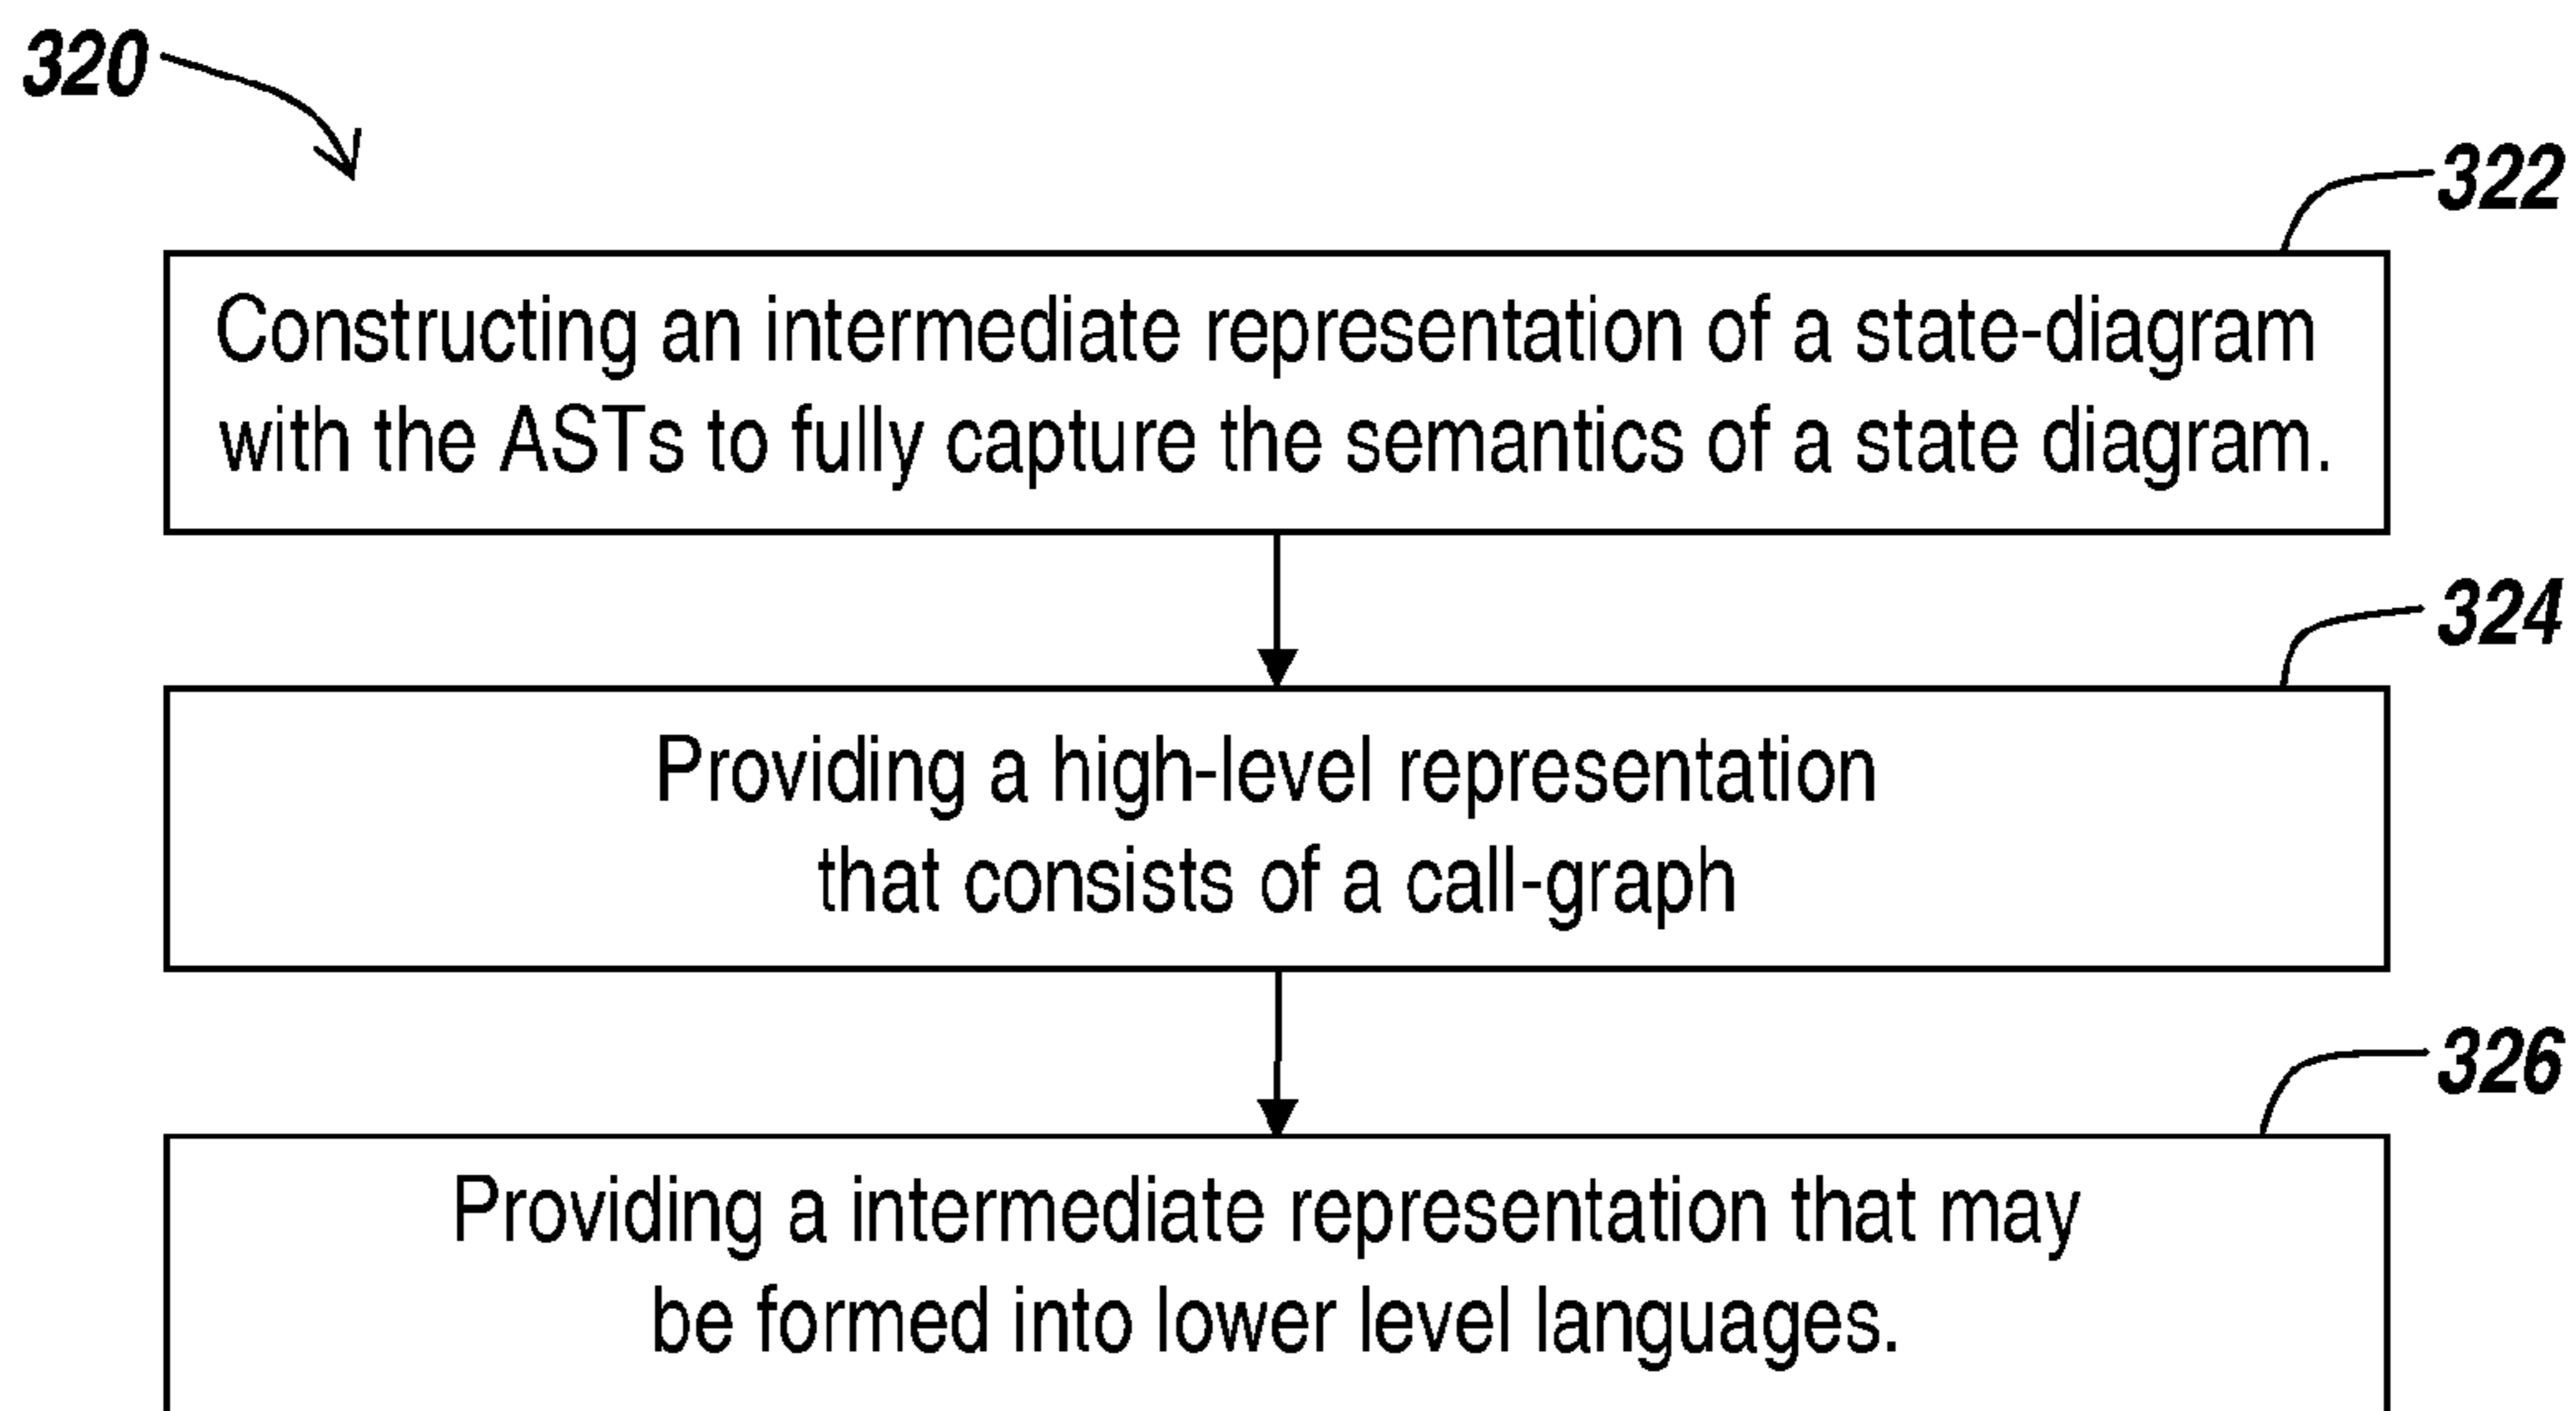 320
322
Constructing an intermediate representation of a state-diagram
with the ASTs to fully capture the semantics of a state diagram.
324
Providing a high-level representation
that consists of a call-graph
326
Providing a intermediate representation that may
be formed into lower level languages.